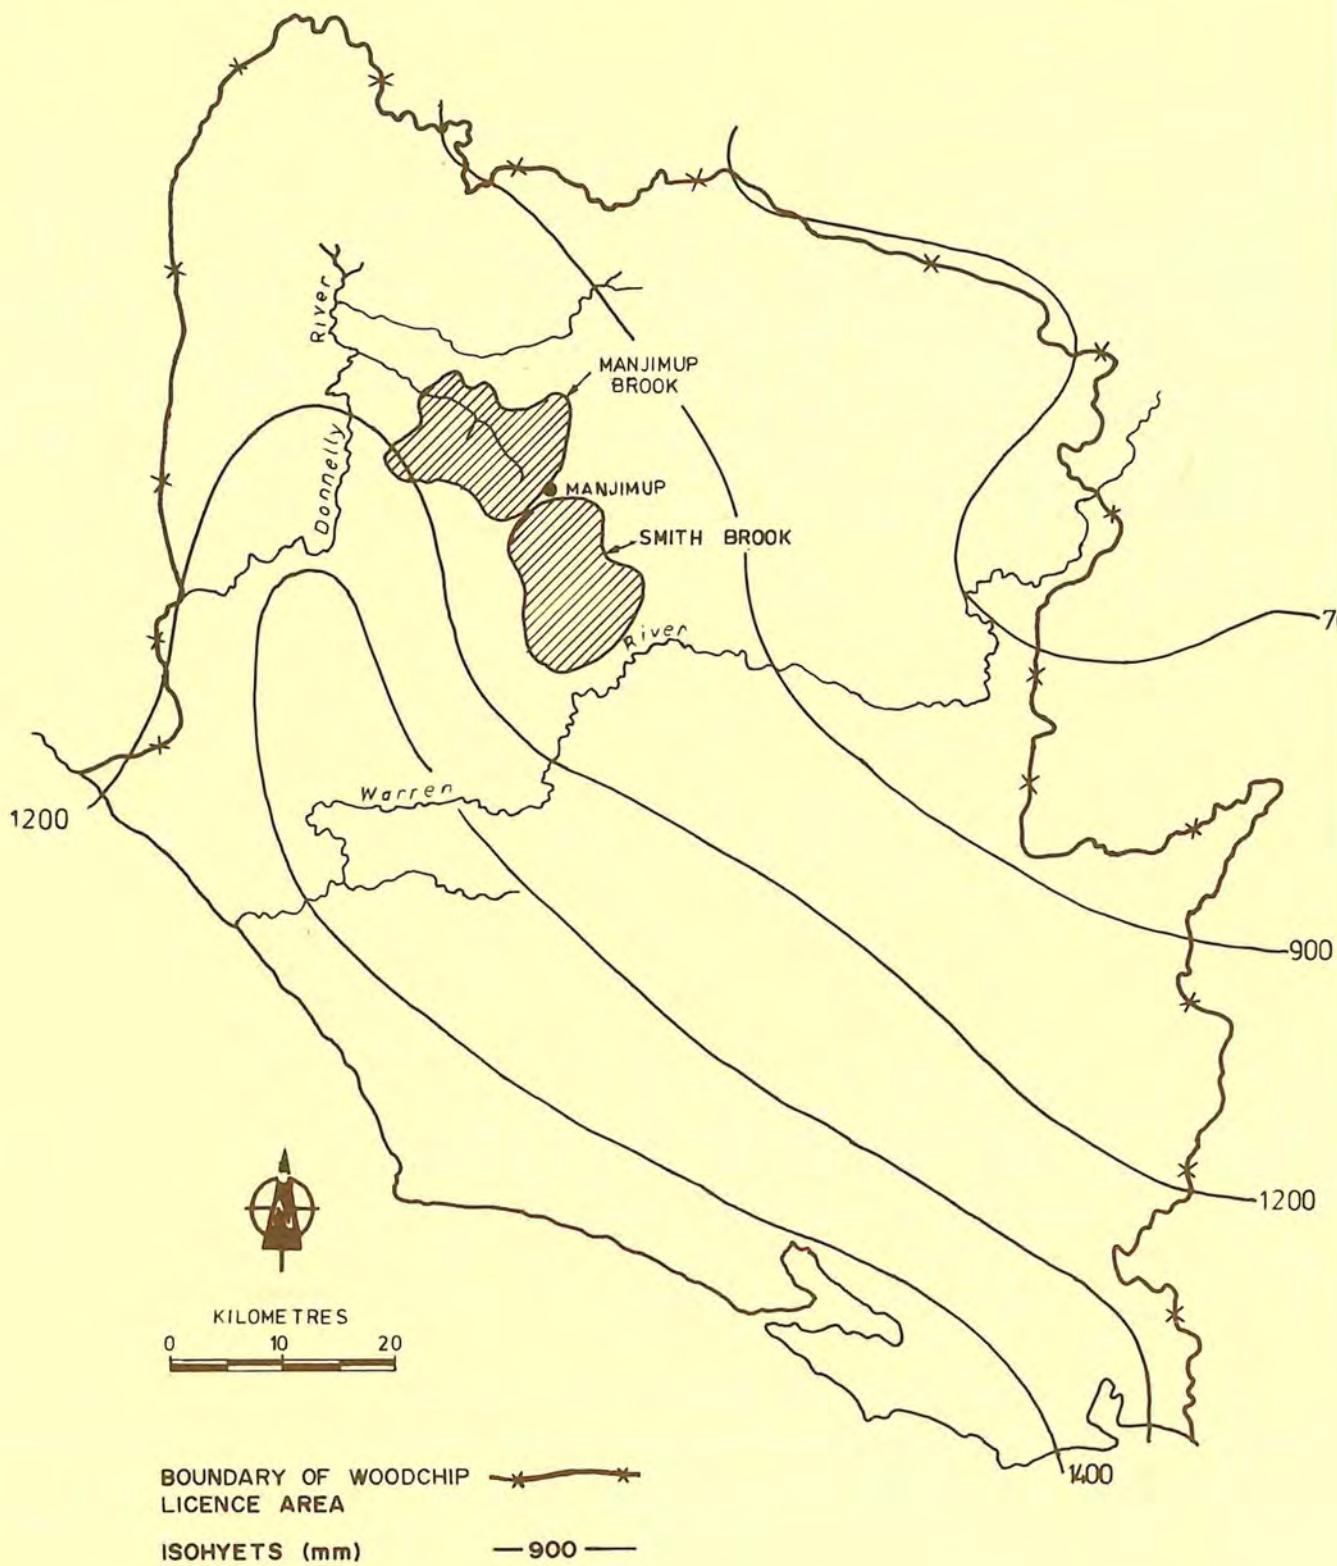 River
MANJIMUP
BROOK
Donnelly
MANJIMUP
SMITH BROOK
River
Warren
1200
900
1200
N
KILOMETRES
0 10 20
1400
BOUNDARY OF WOODCHIP
LICENCE AREA
ISOHYETS (mm) 900